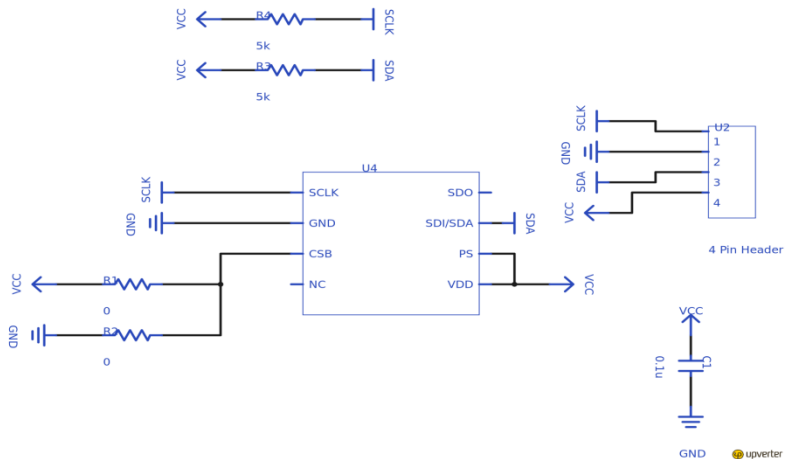 VCC
R4
5k
SCLK
VCC
R3
5k
SDA
U4
SCLK
GND
SCLK
GND
CSB
NC
SDO
SDI/SDA
PS
VDD
SDA
VCC
VCC
R1
0
GND
R2
0
SCLK
GND
SDA
VCC
U2
1
2
3
4
4 Pin Header
VCC
0.1u
C1
GND
upverter